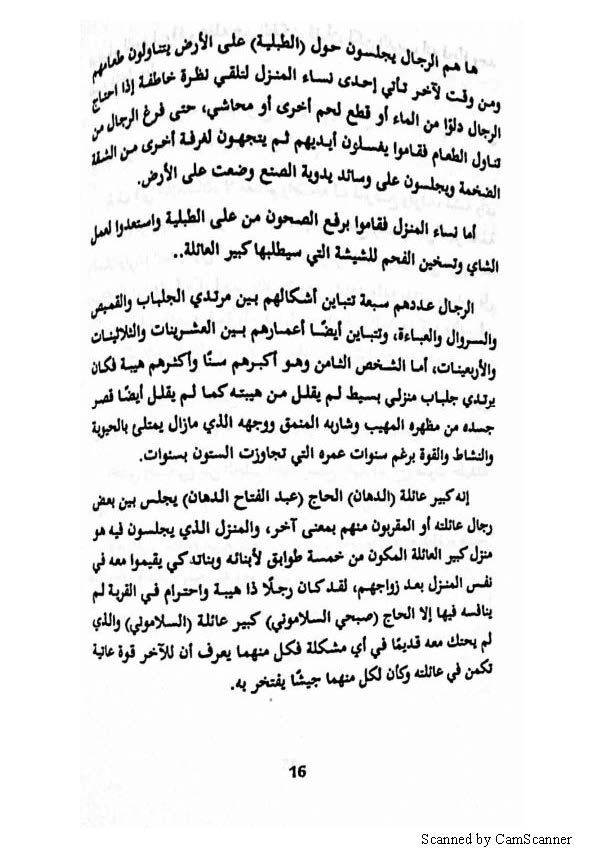 ها هم الرجال يجلسون حول (الطبلية) على الأرض يتناولون طعامهم
ومن وقت لآخر تأتي إحدى نساء المنزل لتلقي نظرة خاطفة إذا احتاج
الرجال دلوًا من الماء أو قطع لحم أخرى أو محاشي، حتى فرغ الرجال من
تناول الطعام فقاموا يغسلون أيديهم ثم يتجهون لغرفة أخرى من الشقة
الضخمة ويجلسون على وسائد يدوية الصنع وضعت على الأرض.
أما نساء المنزل فقاموا برفع الصحون من على الطبلية واستعدوا لعمل
الشاي وتسخين الفحم للشيشة التي سيطلبها كبير العائلة..
الرجال عددهم سبعة تتباين أشكالهم بين مرتدي الجلباب والقميص
والسروال والعباءة، وتتباين أيضًا أعمارهم بين العشرينات والثلاثينات
والأربعينات، أما الشخص الثامن وهو أكبرهم سنًا وأكثرهم هيبة فكان
يرتدي جلباب منزلي بسيط لم يقلل من هيبته كما لم يقلل أيضًا قصر
جسده من مظهره المهيب وشاربه المنمق ووجهه الذي مازال يمتلئ بالحيوية
والنشاط والقوة برغم سنوات عمره التي تجاوزت الستون بسنوات.
إنه كبير عائلة (الدهان) الحاج (عبد الفتاح الدهان) يجلس بين بعض
رجال عائلته أو المقربون منهم بمعنى آخر، والمنزل الذي يجلسون فيه هو
منزل كبير العائلة المكون من خمسة طوابق لأبنائه وبناته كي يقيموا معه في
نفس المنزل بعد زواجهم، لقد كان رجلًا ذا هيبة واحترام في القرية لم
ينافسه فيها إلا الحاج (صبحي السلاموني) كبير عائلة (السلاموني) والذي
لم يحتك معه قديمًا في أي مشكلة فكل منهما يعرف أن للآخر قوة عاتية
تكمن في عائلته وكأن لكل منهما جيشًا يفتخر به.
16
Scanned by CamScanner